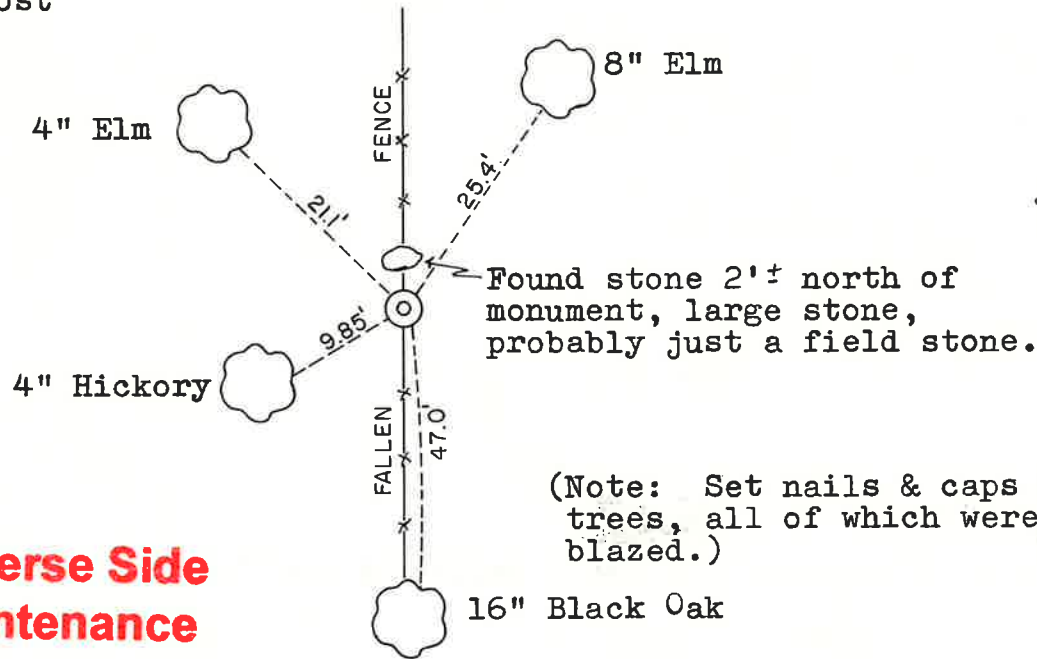 8" Elm
4" Elm
FENCE
25.4'
21.1'
Found stone 2'± north of
monument, large stone,
probably just a field stone.
9.85'
4" Hickory
FALLEN
47.0'
(Note: Set nails & caps
trees, all of which were
blazed.)
erse Side
ntenance
16" Black Oak